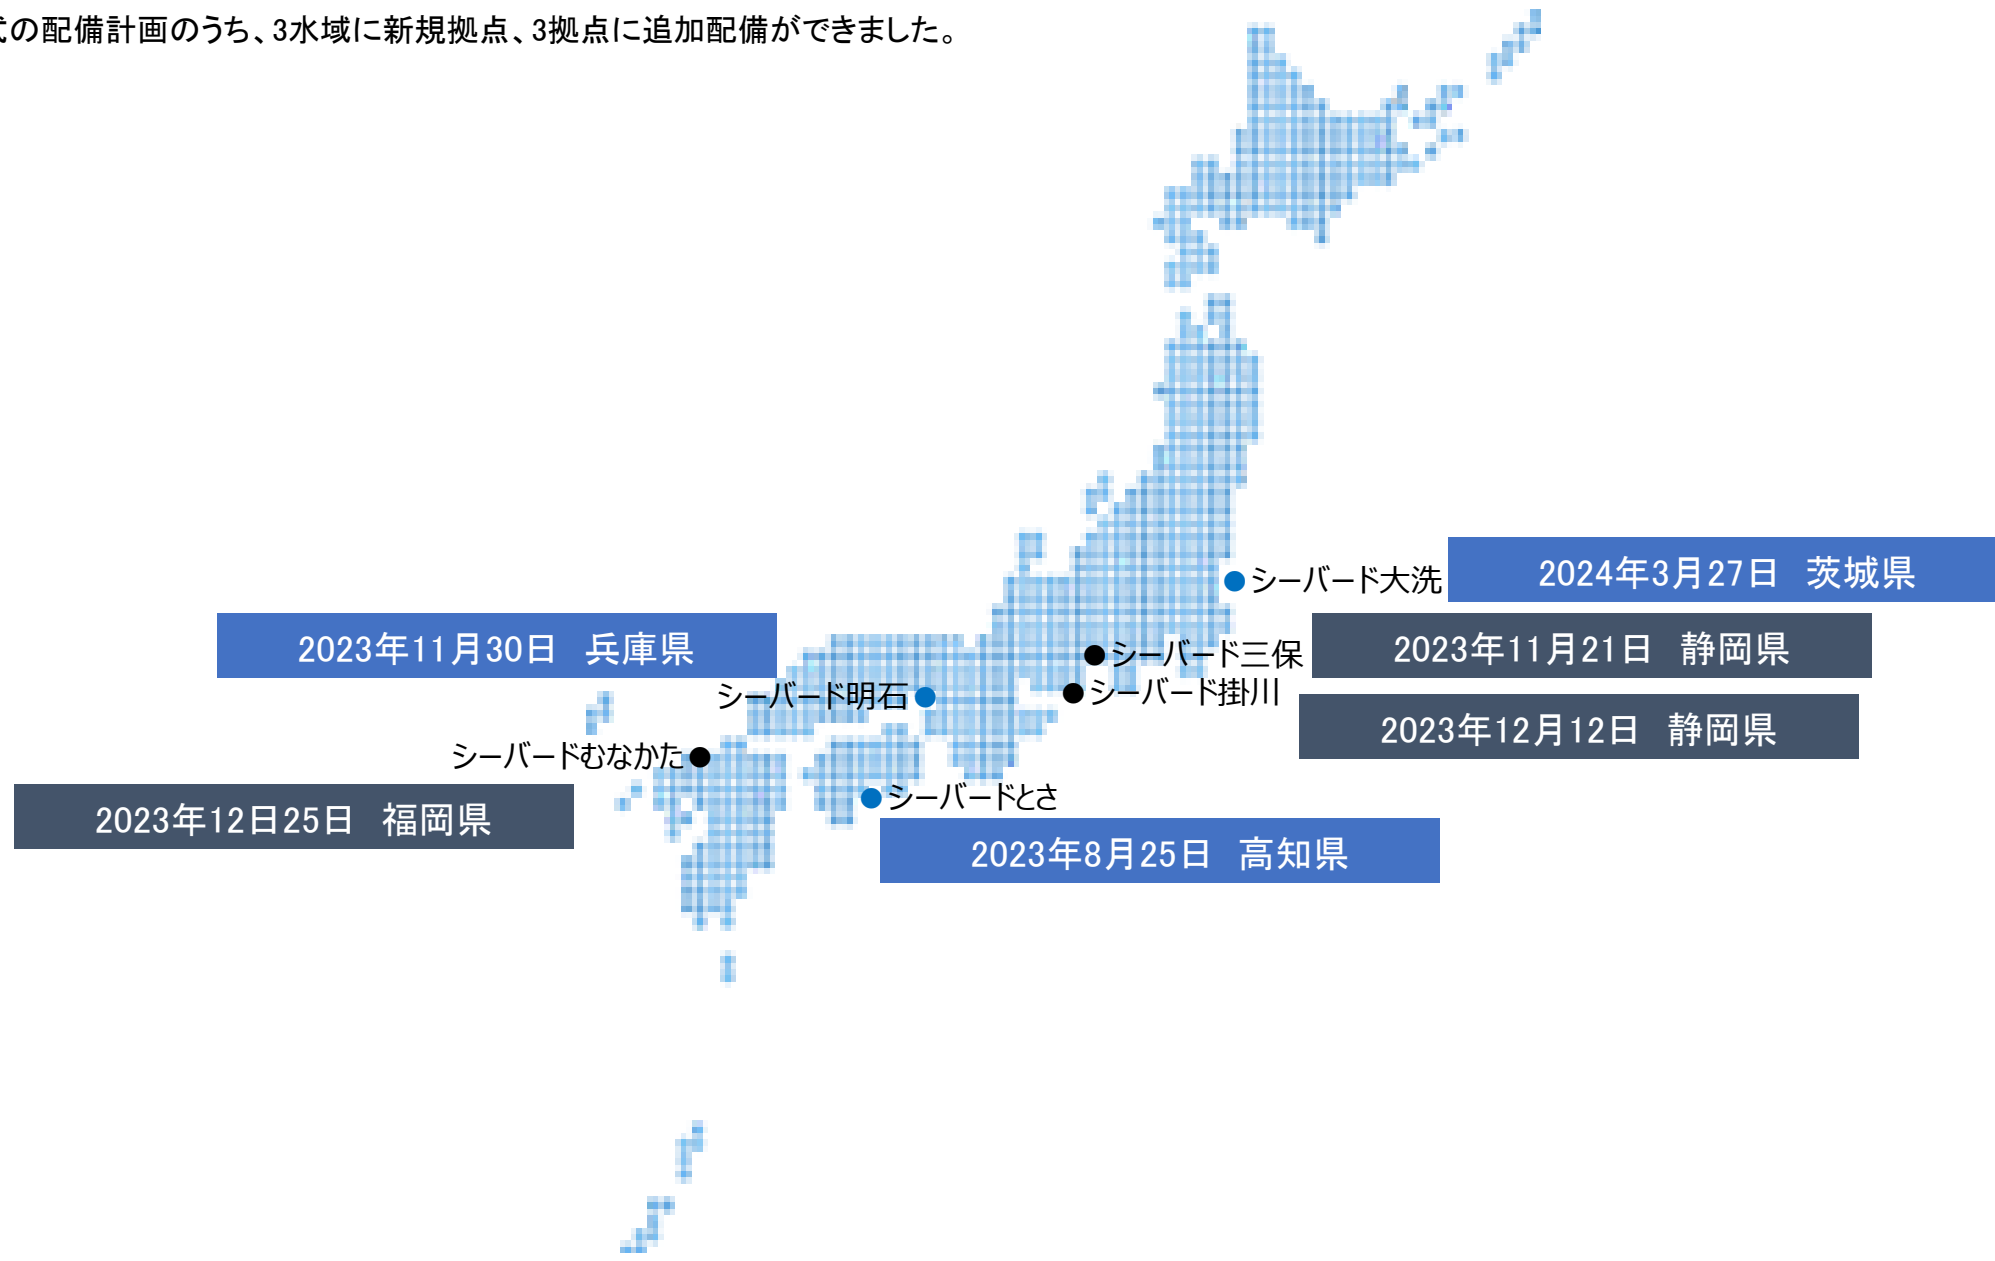 の配備計画のうち、3水域に新規拠点、3拠点に追加配備ができました。
シーバード大洗
2024年3月27日 茨城県
2023年11月30日 兵庫県
シーバード三保
2023年11月21日 静岡県
シーバード明石
シーバード掛川
2023年12月12日 静岡県
シーバードむなかた
シーバードとさ
2023年12日25日 福岡県
2023年8月25日 高知県